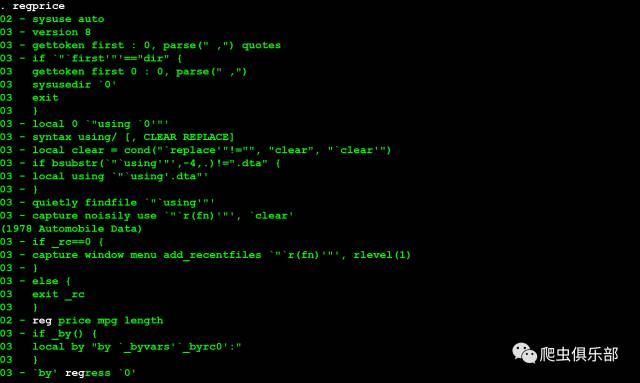 . regprice
02 - sysuse auto
03 - version 8
03 - gettoken first : 0, parse(" ,") quotes
03 - if `"`first'"'=="dir" {
03   gettoken first 0 : 0, parse(" ,")
03   sysusedir `0'
03   exit
03   }
03 - local 0 `"using `0'"'
03 - syntax using/ [, CLEAR REPLACE]
03 - local clear = cond("`replace'"!="", "clear", "`clear'")
03 - if bsubstr(`"`using'"',-4,.)!=".dta" {
03 - local using `"`using'.dta"'
03 - }
03 - quietly findfile `"`using'"'
03 - capture noisily use `"`r(fn)'"', `clear'
(1978 Automobile Data)
03 - if _rc==0 {
03 - capture window menu add_recentfiles `"`r(fn)'"', rlevel(1)
03 - }
03 - else {
03   exit _rc
03   }
02 - reg price mpg length
03 - if _by() {
03   local by "by `_byvars'`_byrc0':"
03   }
03 - `by' regress `0'
爬虫俱乐部